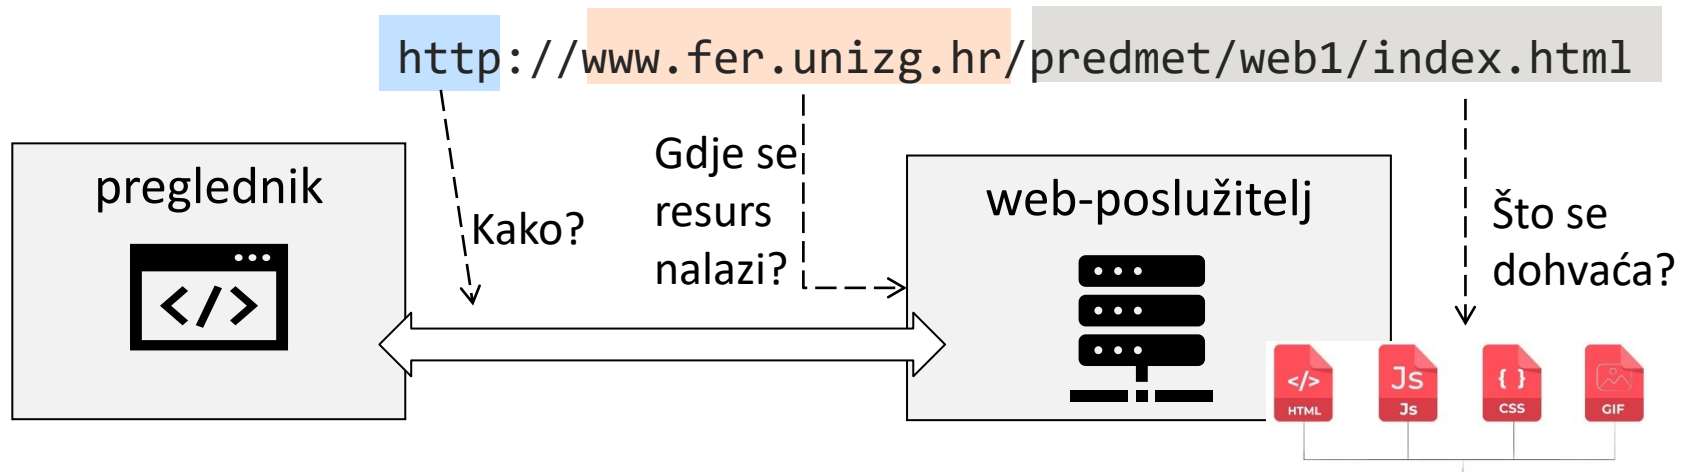 http://www.fer.unizg.hr/predmet/web1/index.html
preglednik
</>
Kako?
Gdje se
resurs
nalazi?
web-poslužitelj
Što se
dohvaća?
</>
HTML
Js
Js
{ }
CSS
GIF